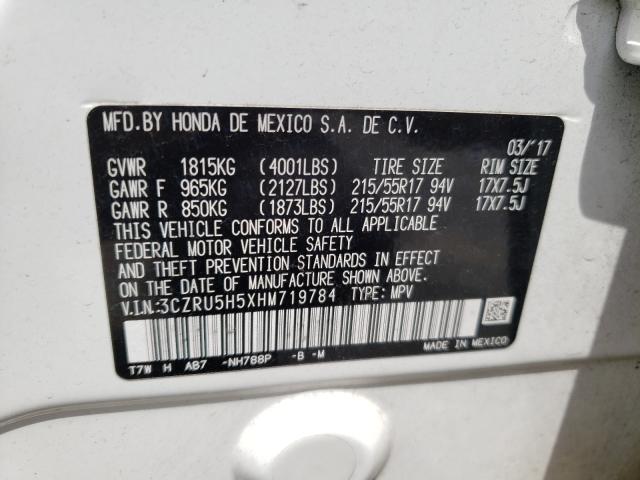 MFD.BY HONDA DE MEXICO S.A. DE C.V.
03/'17
GVWR 1815KG (4001LBS) TIRE SIZE RIM SIZE
GAWR F 965KG (2127LBS) 215/55R17 94V 17X7.5J
GAWR R 850KG (1873LBS) 215/55R17 94V 17X7.5J
THIS VEHICLE CONFORMS TO ALL APPLICABLE
FEDERAL MOTOR VEHICLE SAFETY
AND THEFT PREVENTION STANDARDS IN EFFECT
ON THE DATE OF MANUFACTURE SHOWN ABOVE.
V.I.N:3CZRU5H5XHM719784 TYPE: MPV
T7W H AB7 -NH788P -B -M
MADE IN MEXICO